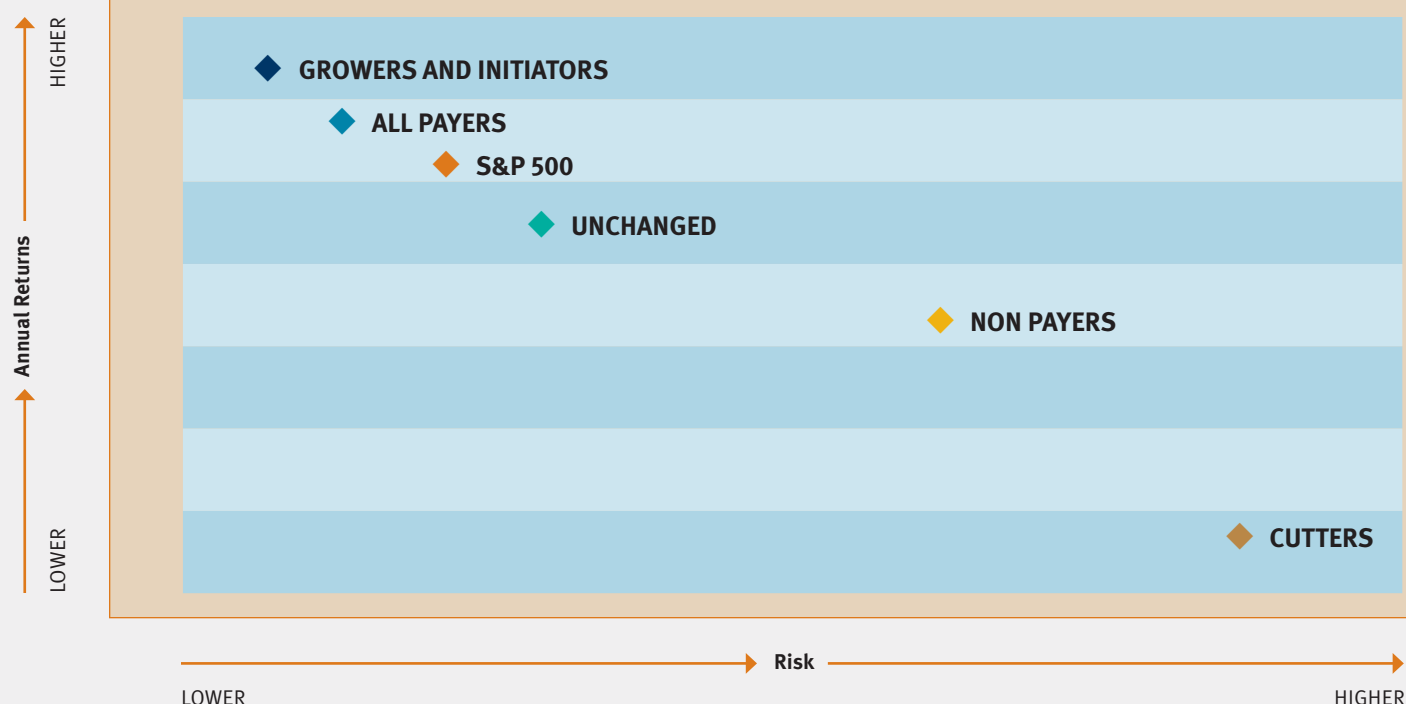 HIGHER
GROWERS AND INITIATORS
ALL PAYERS
S&P 500
UNCHANGED
Annual Returns
NON PAYERS
LOWER
CUTTERS
Risk
LOWER
HIGHER